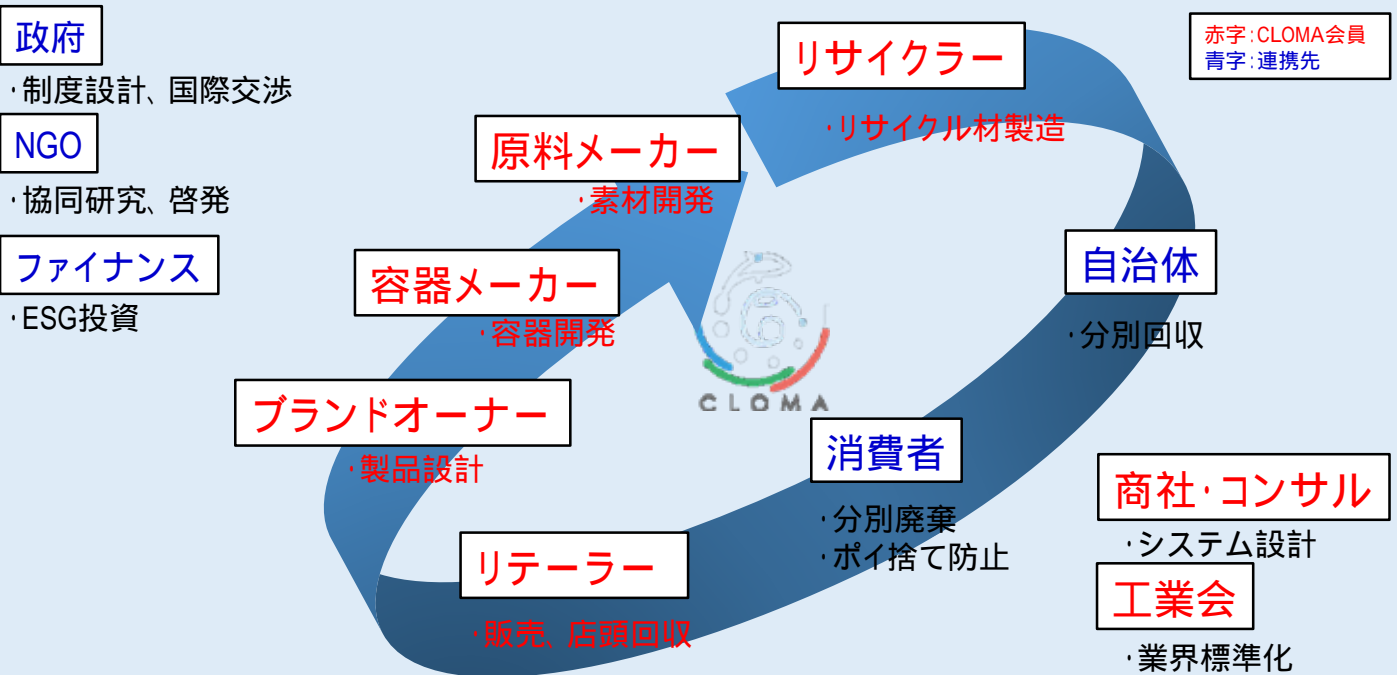 政府
・制度設計、国際交渉
NGO
・協同研究、啓発
ファイナンス
・ESG投資
赤字:CLOMA会員
青字:連携先
リサイクラー
・リサイクル材製造
原料メーカー
・素材開発
容器メーカー
・容器開発
ブランドオーナー
・製品設計
リテーラー
・販売、店頭回収
CLOMA
自治体
・分別回収
消費者
・分別廃棄
・ポイ捨て防止
商社・コンサル
・システム設計
工業会
・業界標準化